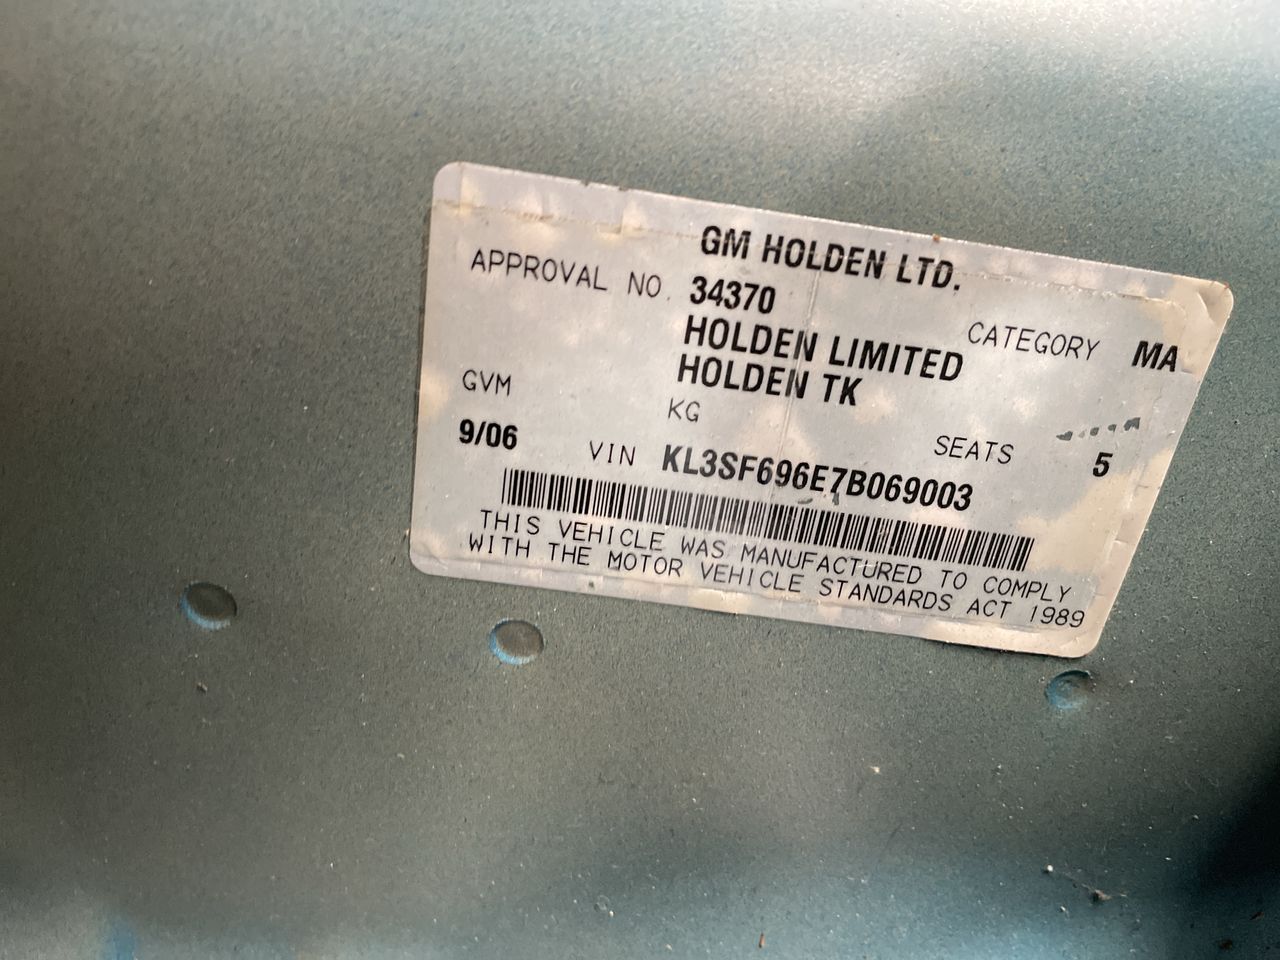 GM HOLDEN LTD.
APPROVAL NO. 34370 CATEGORY MA
HOLDEN LIMITED
HOLDEN TK
GVM KG SEATS 5
9/06 VIN KL3SF696E7B069003
THIS VEHICLE WAS MANUFACTURED TO COMPLY
WITH THE MOTOR VEHICLE STANDARDS ACT 1989